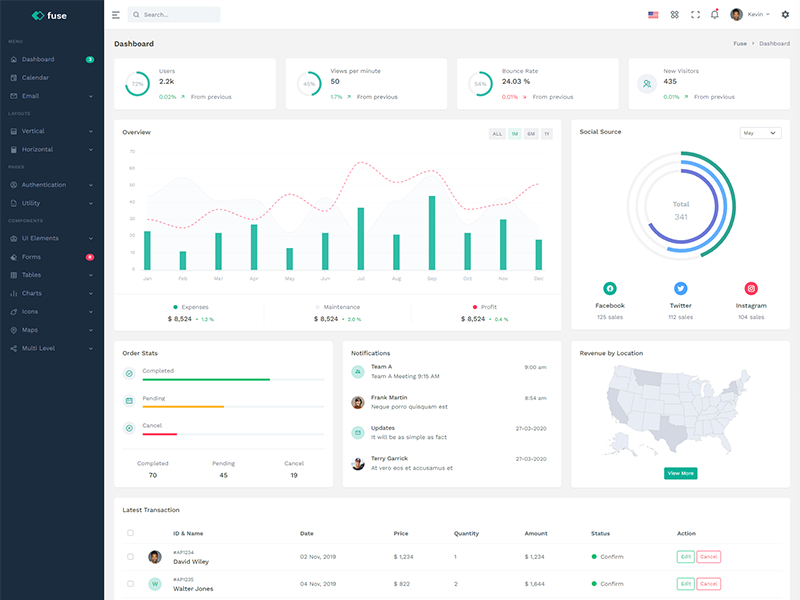 fuse
Search...
Kevin
MENU
Dashboard 3
Calendar
Email
LAYOUTS
Vertical
Horizontal
PAGES
Authentication
Utility
COMPONENTS
UI Elements
Forms 8
Tables
Charts
Icons
Maps
Multi Level
Dashboard
Fuse > Dashboard
Users
72%
2.2k
0.02% From previous
Views per minute
45%
50
1.7% From previous
Bounce Rate
54%
24.03 %
0.01% From previous
New Visitors
435
0.01% From previous
Overview
ALL 1M 6M 1Y
70
60
50
40
30
20
10
0
Jan Feb Mar Apr May Jun Jul Aug Sep Oct Nov Dec
Expenses
$ 8,524 • 1.2 %
Maintenance
$ 8,524 • 2.0 %
Profit
$ 8,524 • 0.4 %
Social Source
May
Total
341
Facebook
125 sales
Twitter
112 sales
Instagram
104 sales
Order Stats
Completed
Pending
Cancel
Completed Pending Cancel
70 45 19
Notifications
Team A 9:00 am
Team A Meeting 9:15 AM
Frank Martin 8:54 am
Neque porro quisquam est
Updates 27-03-2020
It will be as simple as fact
Terry Garrick 27-03-2020
At vero eos et accusamus et
Revenue by Location
View More
Latest Transaction
ID & Name Date Price Quantity Amount Status Action
#AP1234
David Wiley
02 Nov, 2019 $ 1,234 1 $ 1,234 Confirm Edit Cancel
#AP1235
W
Walter Jones
04 Nov, 2019 $ 822 2 $ 1,644 Confirm Edit Cancel